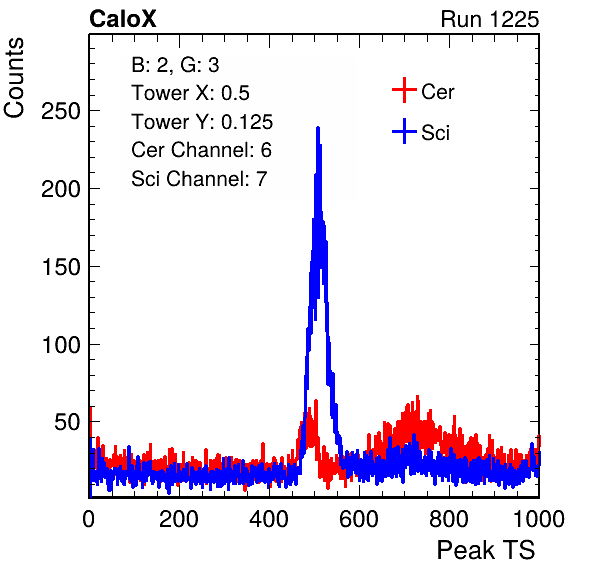 CaloX Run 1225
Counts
B: 2, G: 3
Tower X: 0.5
Tower Y: 0.125
Cer Channel: 6
Sci Channel: 7
Cer
Sci
250
200
150
100
50
0 200 400 600 800 1000
Peak TS